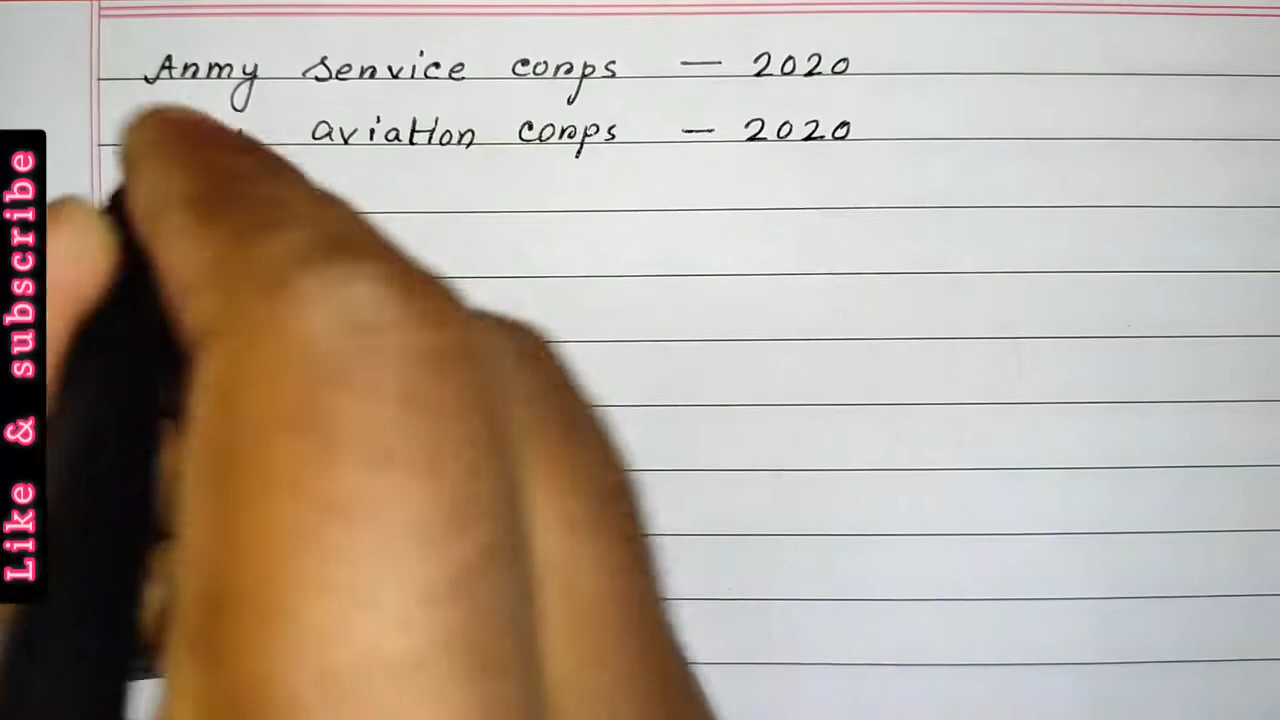 Army service corps — 2020
aviation corps — 2020
Like & subscribe